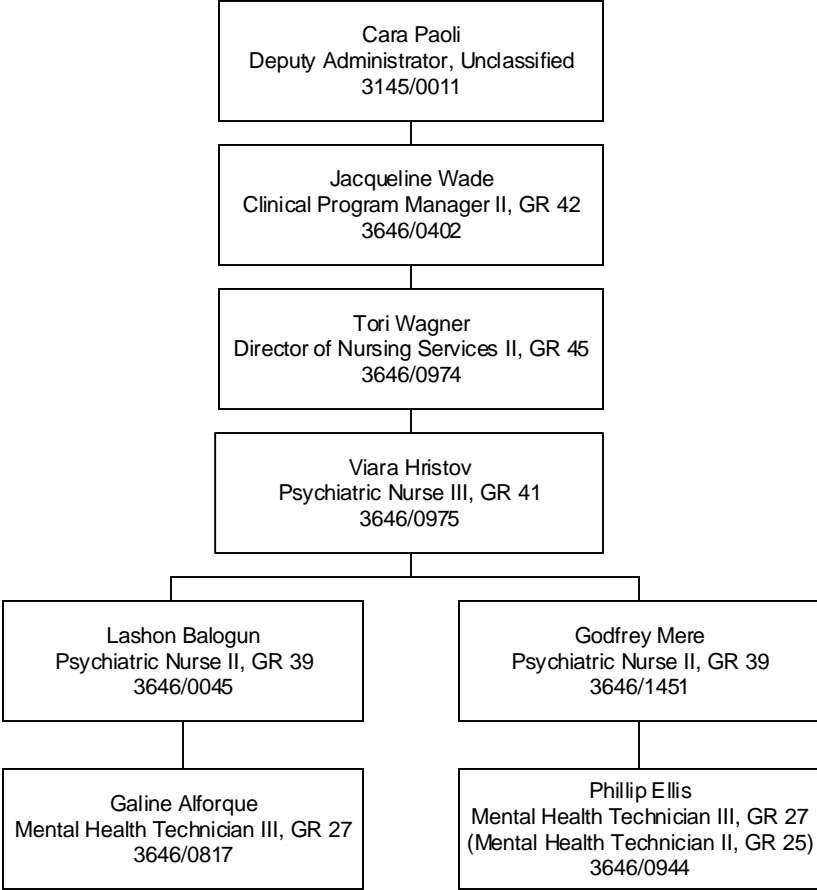 Cara Paoli
Deputy Administrator, Unclassified
3145/0011
Jacqueline Wade
Clinical Program Manager II, GR 42
3646/0402
Tori Wagner
Director of Nursing Services II, GR 45
3646/0974
Viara Hristov
Psychiatric Nurse III, GR 41
3646/0975
Lashon Balogun
Psychiatric Nurse II, GR 39
3646/0045
Godfrey Mere
Psychiatric Nurse II, GR 39
3646/1451
Galine Alforque
Mental Health Technician III, GR 27
3646/0817
Phillip Ellis
Mental Health Technician III, GR 27
(Mental Health Technician II, GR 25)
3646/0944